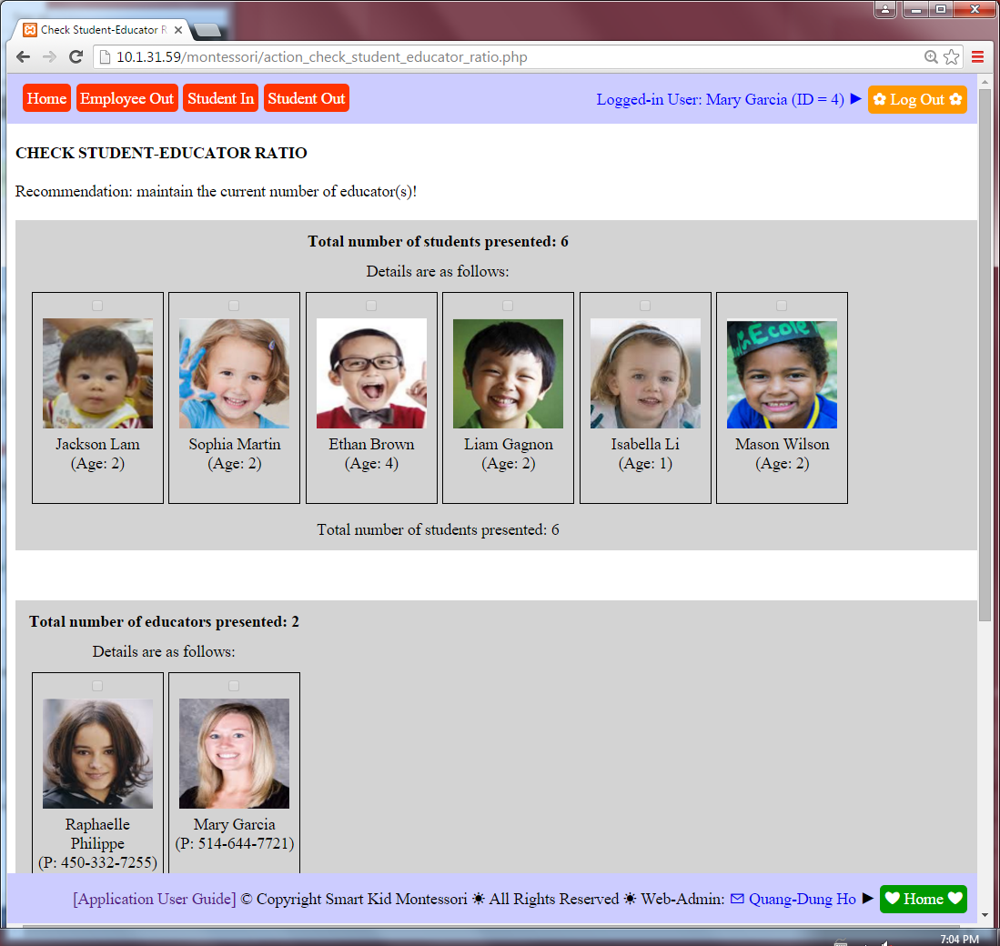 Check Student-Educator R
10.1.31.59/montessori/action_check_student_educator_ratio.php
Home Employee Out Student In Student Out Logged-in User: Mary Garcia (ID = 4) ► ✿ Log Out ✿
CHECK STUDENT-EDUCATOR RATIO
Recommendation: maintain the current number of educator(s)!
Total number of students presented: 6
Details are as follows:
Jackson Lam
(Age: 2)
Sophia Martin
(Age: 2)
Ethan Brown
(Age: 4)
Liam Gagnon
(Age: 2)
Isabella Li
(Age: 1)
Mason Wilson
(Age: 2)
Total number of students presented: 6
Total number of educators presented: 2
Details are as follows:
Raphaelle
Philippe
(P: 450-332-7255)
Mary Garcia
(P: 514-644-7721)
[Application User Guide] © Copyright Smart Kid Montessori ☀ All Rights Reserved ☀ Web-Admin: 🖂 Quang-Dung Ho ► ♥ Home ♥
7:04 PM